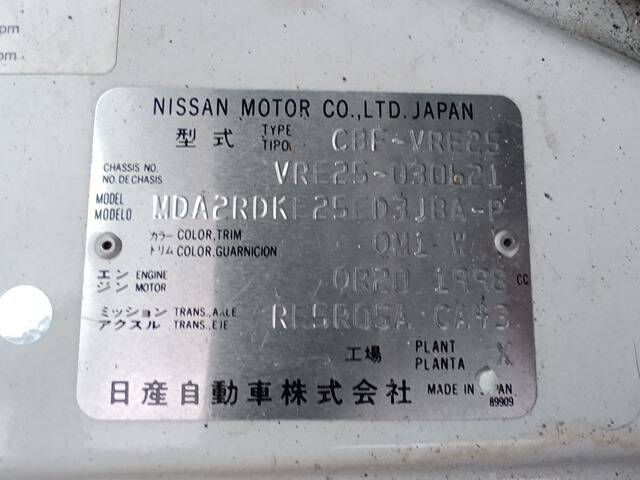 pm
om
NISSAN MOTOR CO.,LTD. JAPAN
型式 TYPE TIPO CBF-VRE25
CHASSIS NO. NO. DE CHASIS VRE25-030621
MODEL MODELO MDA2RDKE25ED3JBA-P
カラー COLOR, TRIM
トリム COLOR, GUARNICION QM1 W
エンジン ENGINE MOTOR QR20 1998 CC
ミッション TRANS., AXLE
アクスル TRANS., EJE RE5R05A CA43
工場 PLANT PLANTA X
日産自動車株式会社 MADE IN JAPAN
89909